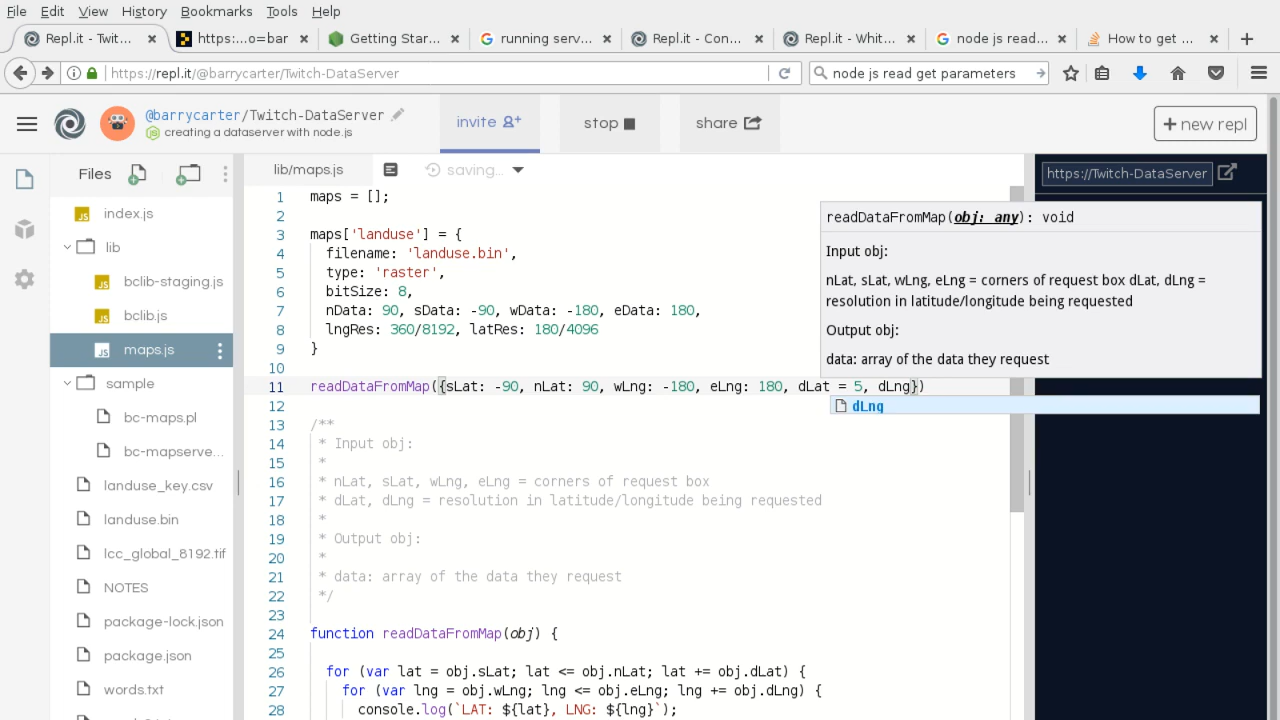 File Edit View History Bookmarks Tools Help
Repl.it - Twit... × https:...o=bar × Getting Star... × running serv... × Repl.it - Con... × Repl.it - Whit... × node js read... × How to get ... ×
https://repl.it/@barrycarter/Twitch-DataServer
node js read get parameters
@barrycarter/Twitch-DataServer
creating a dataserver with node.js
invite
stop
share
+ new repl
Files
index.js
lib
bclib-staging.js
bclib.js
maps.js
sample
bc-maps.pl
bc-mapserve...
landuse_key.csv
landuse.bin
lcc_global_8192.tif
NOTES
package-lock.json
package.json
words.txt
lib/maps.js
saving...
1 maps = [];
2
3 maps['landuse'] = {
4 filename: 'landuse.bin',
5 type: 'raster',
6 bitSize: 8,
7 nData: 90, sData: -90, wData: -180, eData: 180,
8 lngRes: 360/8192, latRes: 180/4096
9 }
10
11 readDataFromMap({sLat: -90, nLat: 90, wLng: -180, eLng: 180, dLat = 5, dLng})
12
13 /**
14 * Input obj:
15 *
16 * nLat, sLat, wLng, eLng = corners of request box
17 * dLat, dLng = resolution in latitude/longitude being requested
18 *
19 * Output obj:
20 *
21 * data: array of the data they request
22 */
23
24 function readDataFromMap(obj) {
25
26 for (var lat = obj.sLat; lat <= obj.nLat; lat += obj.dLat) {
27 for (var lng = obj.wLng; lng <= obj.eLng; lng += obj.dLng) {
28 console.log(`LAT: ${lat}, LNG: ${lng}`);
https://Twitch-DataServer
readDataFromMap(obj: any): void
Input obj:
nLat, sLat, wLng, eLng = corners of request box dLat, dLng =
resolution in latitude/longitude being requested
Output obj:
data: array of the data they request
dLng